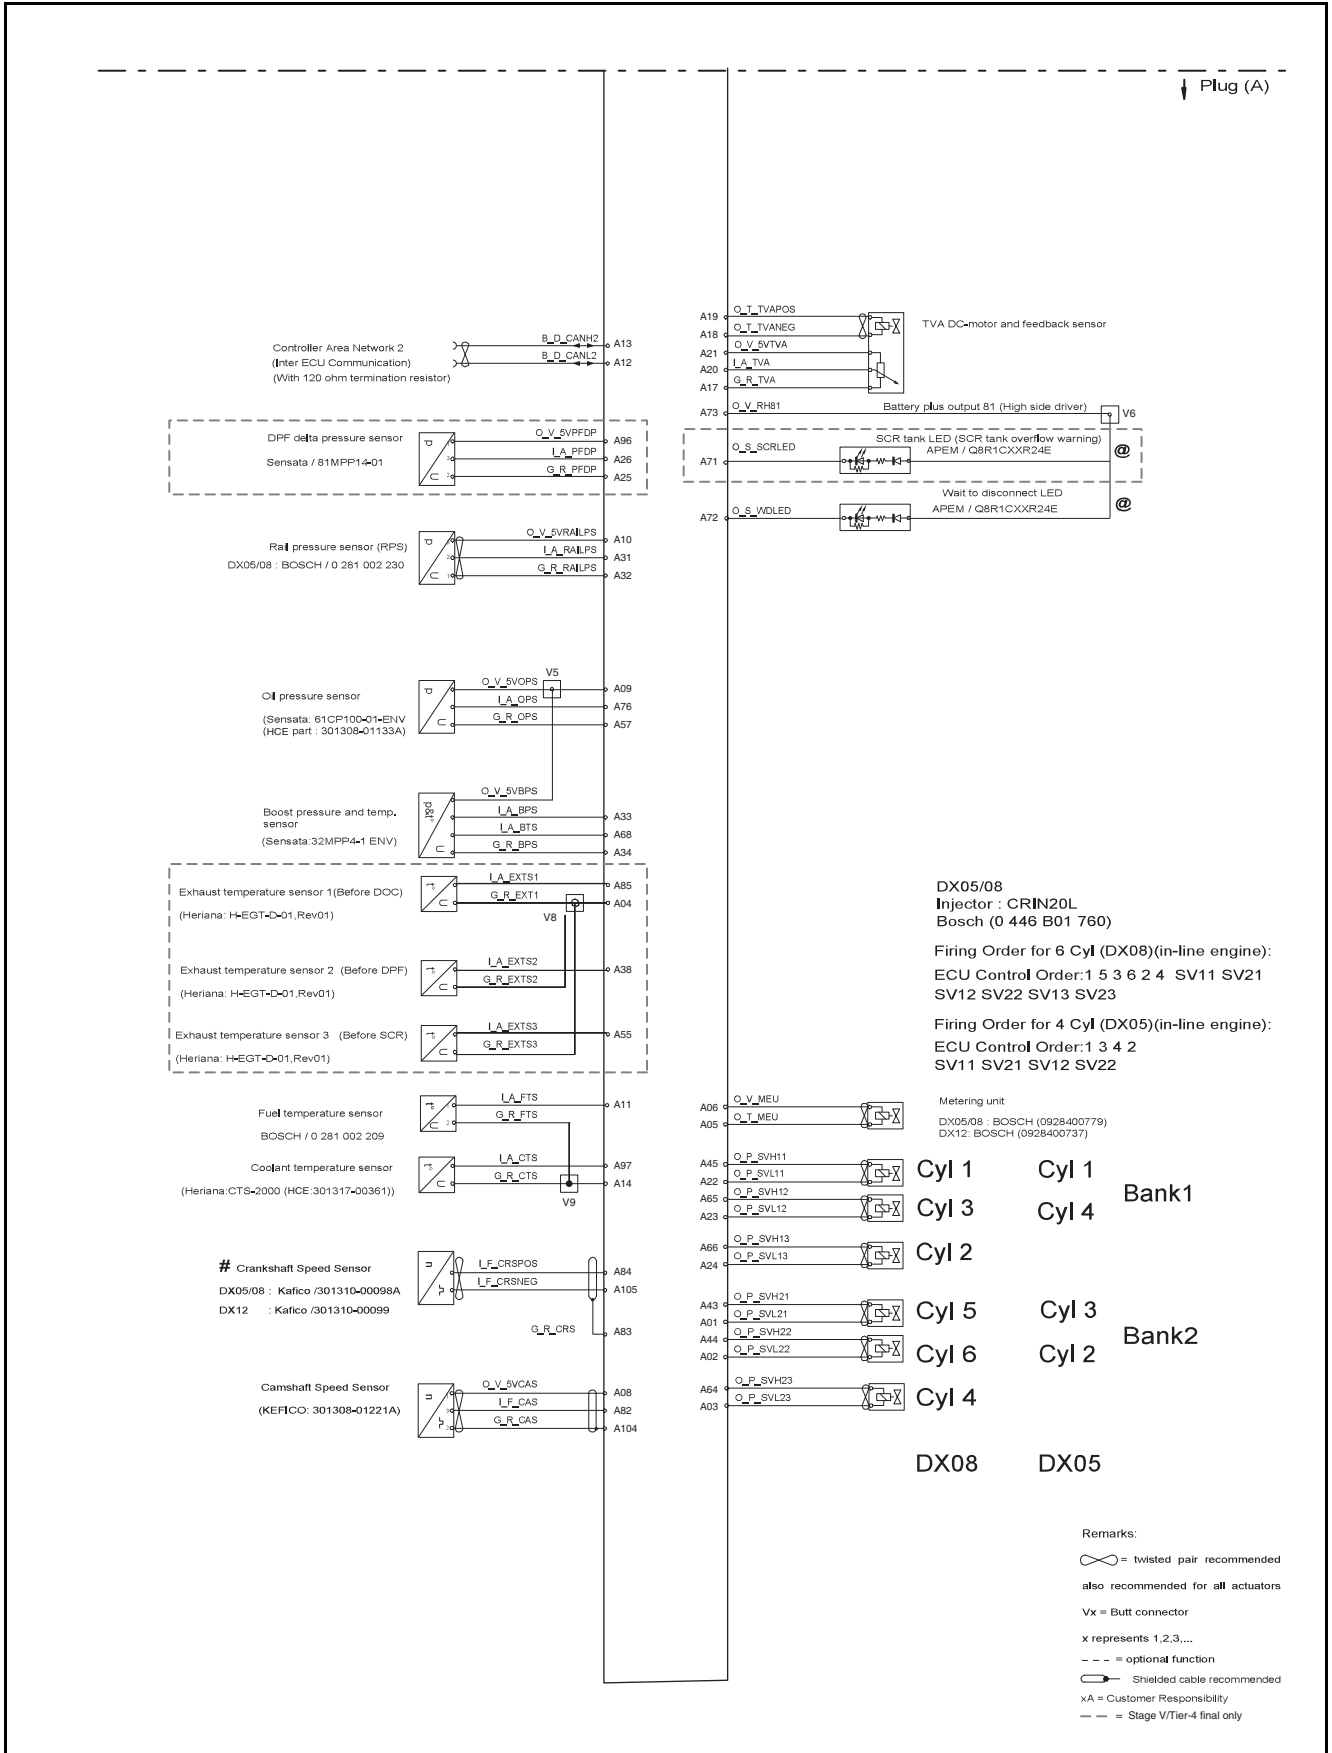 Plug (A)
Controller Area Network 2
(Inter ECU Communication)
(With 120 ohm termination resistor)
B_D_CANH2
A13
B_D_CANL2
A12
DPF delta pressure sensor
Sensata / 81MPP14-01
p
U
3
2
O_V_5VPFDP
A96
I_A_PFDP
A26
G_R_PFDP
A25
Rail pressure sensor (RPS)
DX05/08 : BOSCH / 0 281 002 230
p
U
2
1
O_V_5VRAILPS
A10
I_A_RAILPS
A31
G_R_RAILPS
A32
Oil pressure sensor
(Sensata: 61CP100-01-ENV
(HCE part : 301308-01133A)
p
U
V5
O_V_5VOPS
A09
I_A_OPS
A76
G_R_OPS
A57
Boost pressure and temp.
sensor
(Sensata:32MPP4-1 ENV)
p&t°
U
O_V_5VBPS
I_A_BPS
A33
I_A_BTS
A68
G_R_BPS
A34
Exhaust temperature sensor 1(Before DOC)
(Heriana: H-EGT-D-01,Rev01)
t°
U
I_A_EXTS1
A85
G_R_EXT1
A04
V8
Exhaust temperature sensor 2 (Before DPF)
(Heriana: H-EGT-D-01,Rev01)
t°
U
I_A_EXTS2
A38
G_R_EXTS2
Exhaust temperature sensor 3 (Before SCR)
(Heriana: H-EGT-D-01,Rev01)
t°
U
I_A_EXTS3
A55
G_R_EXTS3
Fuel temperature sensor
BOSCH / 0 281 002 209
t°
U
2
I_A_FTS
A11
G_R_FTS
Coolant temperature sensor
(Heriana:CTS-2000 (HCE:301317-00361))
t°
U
I_A_CTS
A97
G_R_CTS
A14
V9
# Crankshaft Speed Sensor
DX05/08 : Kafico /301310-00098A
DX12 : Kafico /301310-00099
n
I_F_CRSPOS
A84
I_F_CRSNEG
A105
G_R_CRS
A83
Camshaft Speed Sensor
(KEFICO: 301308-01221A)
n
O_V_5VCAS
A08
I_F_CAS
A82
G_R_CAS
A104
A19
O_T_TVAPOS
A18
O_T_TVANEG
A21
O_V_5VTVA
A20
I_A_TVA
A17
G_R_TVA
TVA DC-motor and feedback sensor
A73
O_V_RH81
Battery plus output 81 (High side driver)
V6
A71
O_S_SCRLED
SCR tank LED (SCR tank overflow warning)
APEM / Q8R1CXXR24E
@
A72
O_S_WDLED
Wait to disconnect LED
APEM / Q8R1CXXR24E
@
DX05/08
Injector : CRIN20L
Bosch (0 446 B01 760)
Firing Order for 6 Cyl (DX08)(in-line engine):
ECU Control Order:1 5 3 6 2 4 SV11 SV21
SV12 SV22 SV13 SV23
Firing Order for 4 Cyl (DX05)(in-line engine):
ECU Control Order:1 3 4 2
SV11 SV21 SV12 SV22
A06
O_V_MEU
A05
O_T_MEU
Metering unit
DX05/08 : BOSCH (0928400779)
DX12: BOSCH (0928400737)
A45
O_P_SVH11
A22
O_P_SVL11
Cyl 1
Cyl 1
A65
O_P_SVH12
A23
O_P_SVL12
Cyl 3
Cyl 4
Bank1
A66
O_P_SVH13
A24
O_P_SVL13
Cyl 2
A43
O_P_SVH21
A01
O_P_SVL21
Cyl 5
Cyl 3
A44
O_P_SVH22
A02
O_P_SVL22
Cyl 6
Cyl 2
Bank2
A64
O_P_SVH23
A03
O_P_SVL23
Cyl 4
DX08
DX05
Remarks:
= twisted pair recommended
also recommended for all actuators
Vx = Butt connector
x represents 1,2,3,...
= optional function
Shielded cable recommended
xA = Customer Responsibility
= Stage V/Tier-4 final only